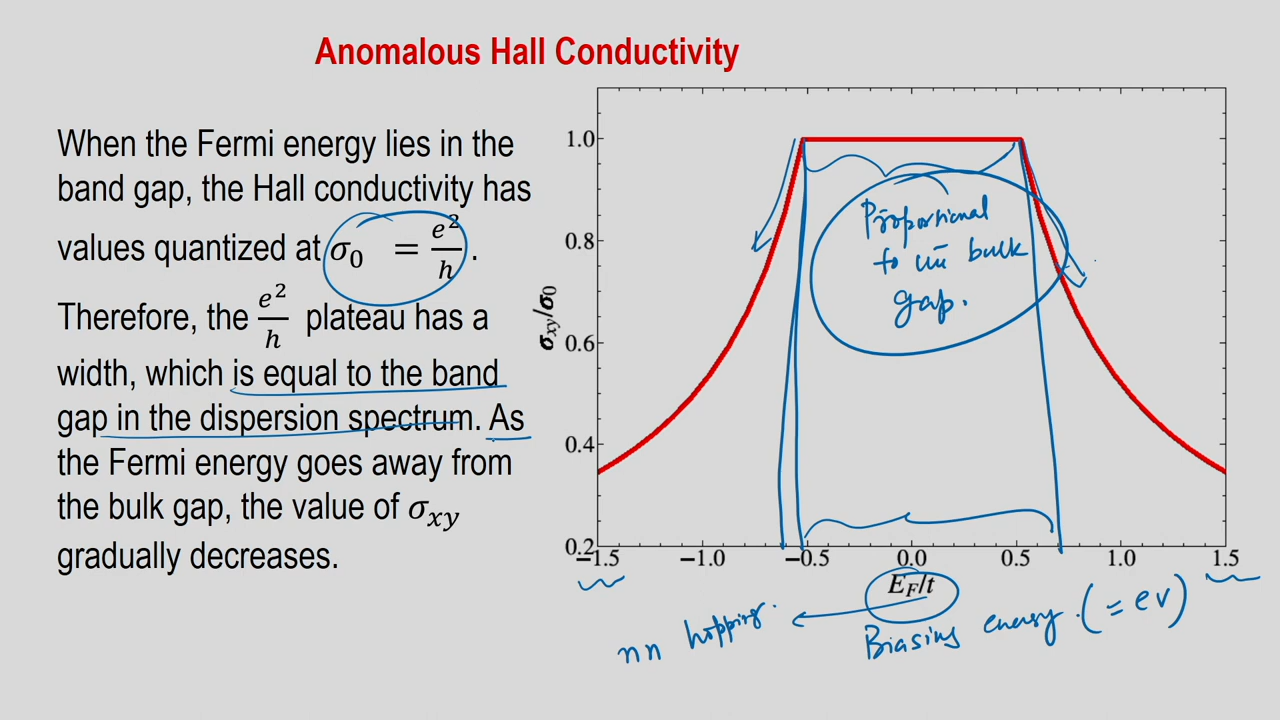 Anomalous Hall Conductivity
When the Fermi energy lies in the
band gap, the Hall conductivity has
values quantized at σ₀ = e²/h .
Therefore, the e²/h plateau has a
width, which is equal to the band
gap in the dispersion spectrum. As
the Fermi energy goes away from
the bulk gap, the value of σxy
gradually decreases.
σxy/σ0
1.0
0.8
0.6
0.4
0.2
−1.5 −1.0 −0.5 0.0 0.5 1.0 1.5
EF/t
Proportional
to bulk
gap.
nn hopping.
Biasing energy. (= eV)